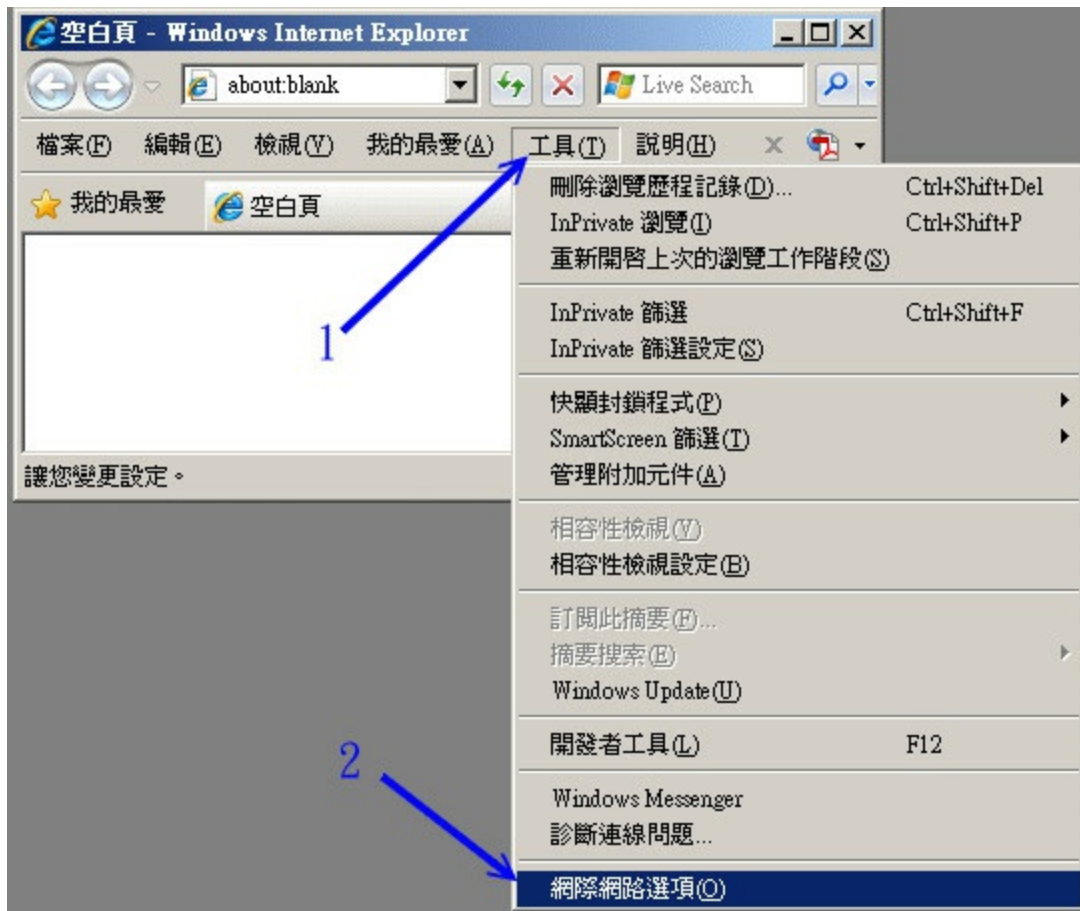 空白頁 - Windows Internet Explorer
about:blank
Live Search
檔案(F) 編輯(E) 檢視(V) 我的最愛(A) 工具(T) 說明(H)
我的最愛 空白頁
刪除瀏覽歷程記錄(D)... Ctrl+Shift+Del
InPrivate 瀏覽(I) Ctrl+Shift+P
重新開啓上次的瀏覽工作階段(S)
InPrivate 篩選 Ctrl+Shift+F
InPrivate 篩選設定(S)
1
快顯封鎖程式(P)
SmartScreen 篩選(T)
管理附加元件(A)
讓您變更設定。
相容性檢視(V)
相容性檢視設定(B)
訂閱此摘要(F)...
摘要搜索(E)
Windows Update(U)
開發者工具(L) F12
2
Windows Messenger
診斷連線問題...
網際網路選項(O)